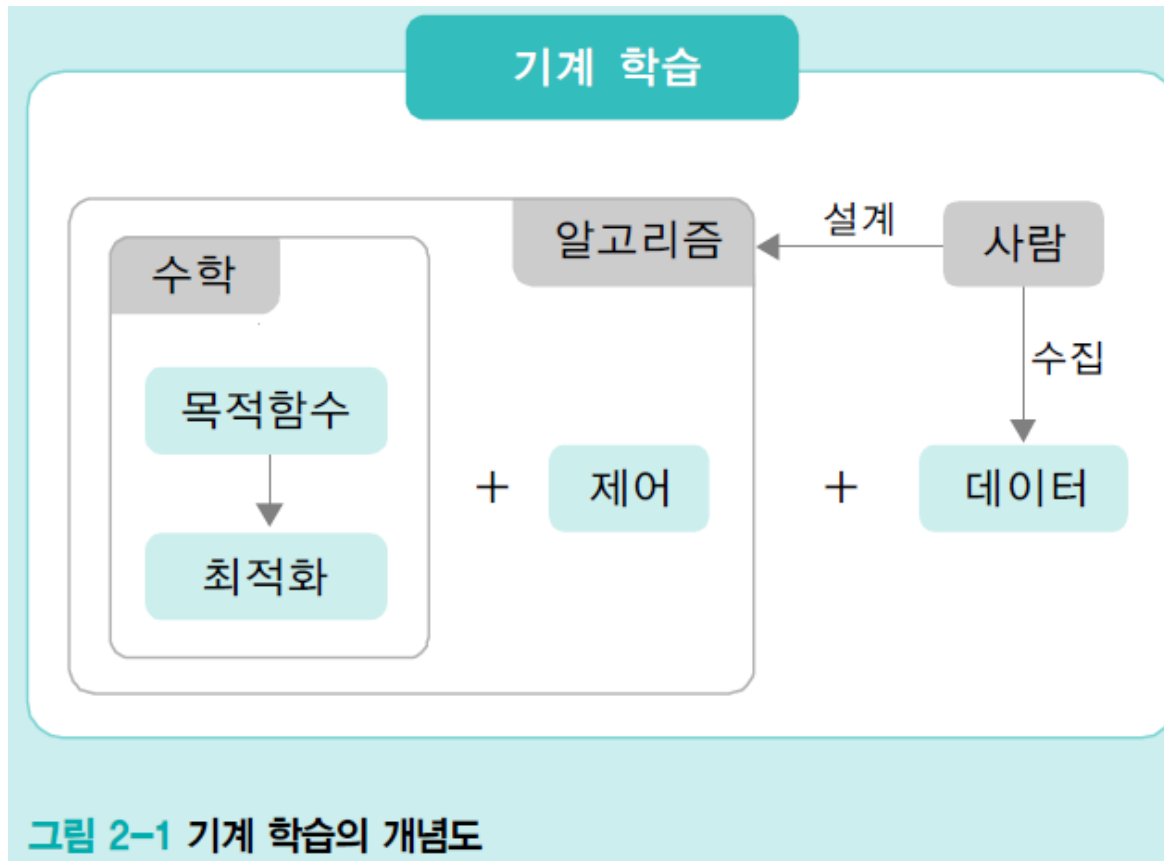 기계 학습
알고리즘
설계
사람
수학
수집
목적함수
+
제어
+
데이터
최적화
그림 2-1 기계 학습의 개념도